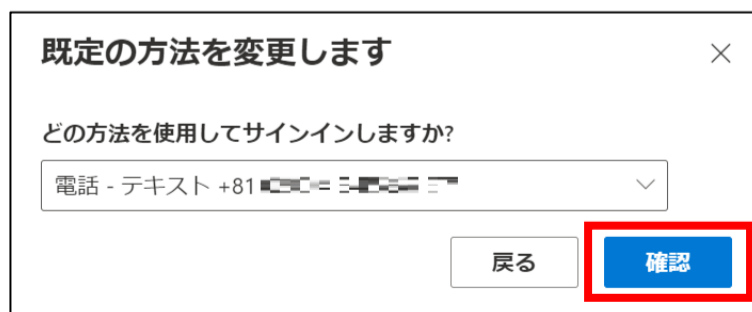 既定の方法を変更します
どの方法を使用してサインインしますか?
電話 - テキスト +81
戻る
確認